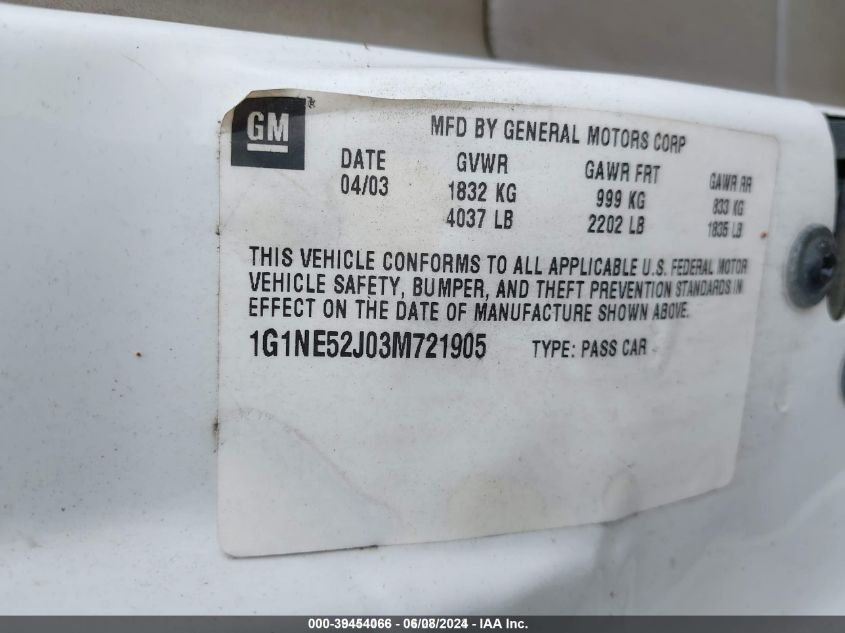 GM
MFD BY GENERAL MOTORS CORP
DATE GVWR GAWR FRT GAWR RR
04/03 1832 KG 999 KG 833 KG
4037 LB 2202 LB 1835 LB
THIS VEHICLE CONFORMS TO ALL APPLICABLE U.S. FEDERAL MOTOR
VEHICLE SAFETY, BUMPER, AND THEFT PREVENTION STANDARDS IN
EFFECT ON THE DATE OF MANUFACTURE SHOWN ABOVE.
1G1NE52J03M721905 TYPE: PASS CAR
000-39454066 - 06/08/2024 - IAA Inc.